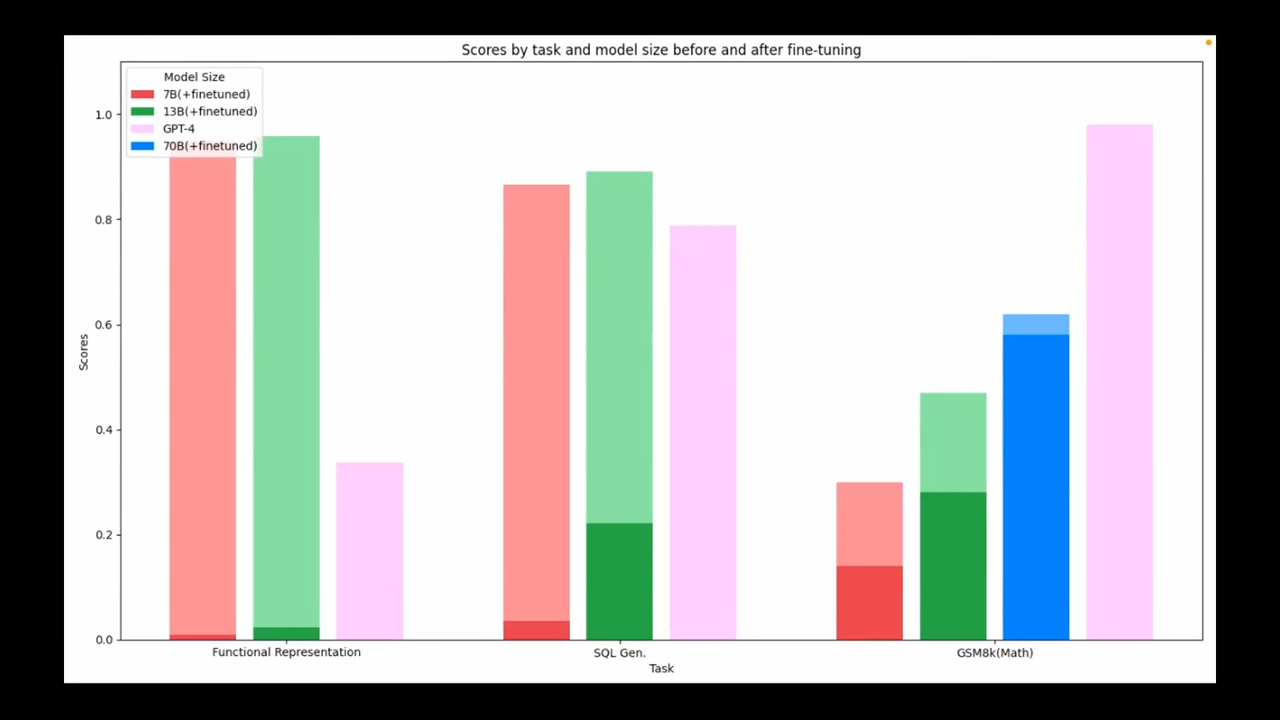 Scores by task and model size before and after fine-tuning
Model Size
7B(+finetuned)
13B(+finetuned)
GPT-4
70B(+finetuned)
1.0
0.8
0.6
0.4
0.2
0.0
Scores
Functional Representation
SQL Gen.
GSM8k(Math)
Task